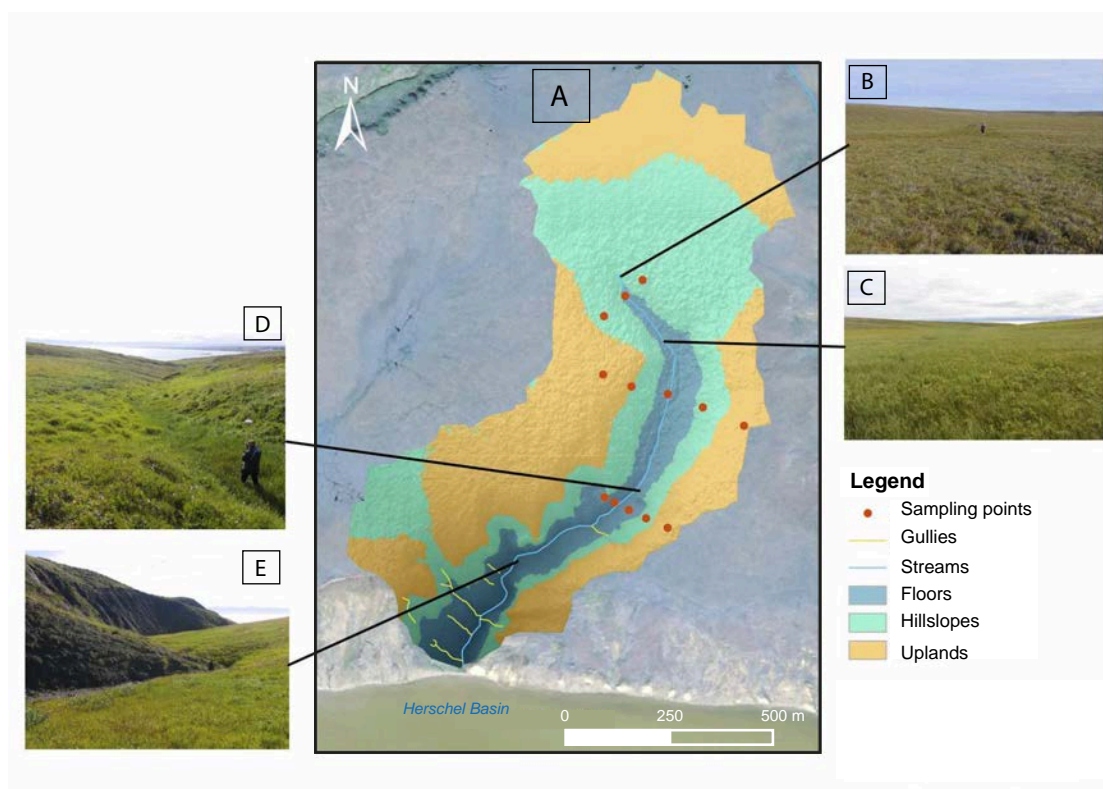 N
A
B
C
D
E
Legend
Sampling points
Gullies
Streams
Floors
Hillslopes
Uplands
Herschel Basin
0 250 500 m